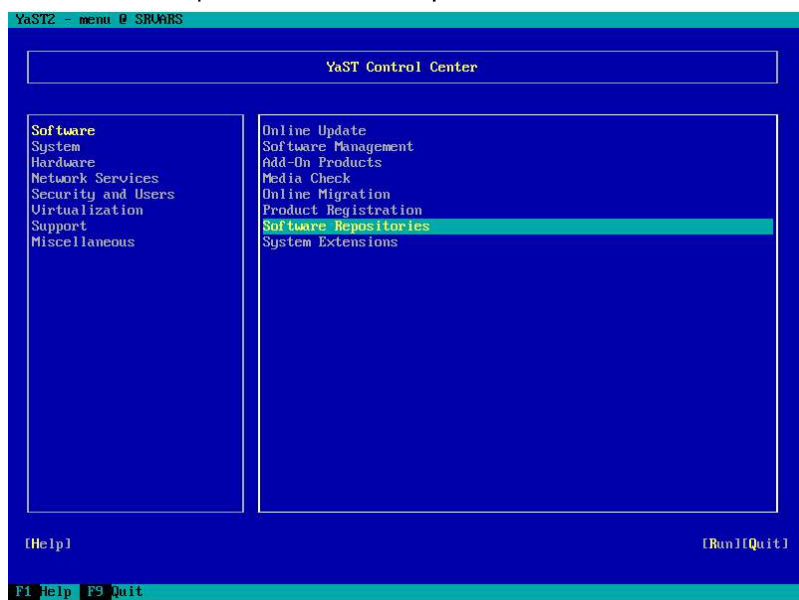 YaST2 - menu @ SRVARS
YaST Control Center
Software
System
Hardware
Network Services
Security and Users
Virtualization
Support
Miscellaneous
Online Update
Software Management
Add-On Products
Media Check
Online Migration
Product Registration
Software Repositories
System Extensions
[Help]
[Run][Quit]
F1 Help F9 Quit